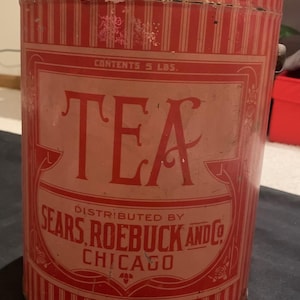 CONTENTS 5 LBS.
TEA
DISTRIBUTED BY
SEARS, ROEBUCK AND CO.
CHICAGO